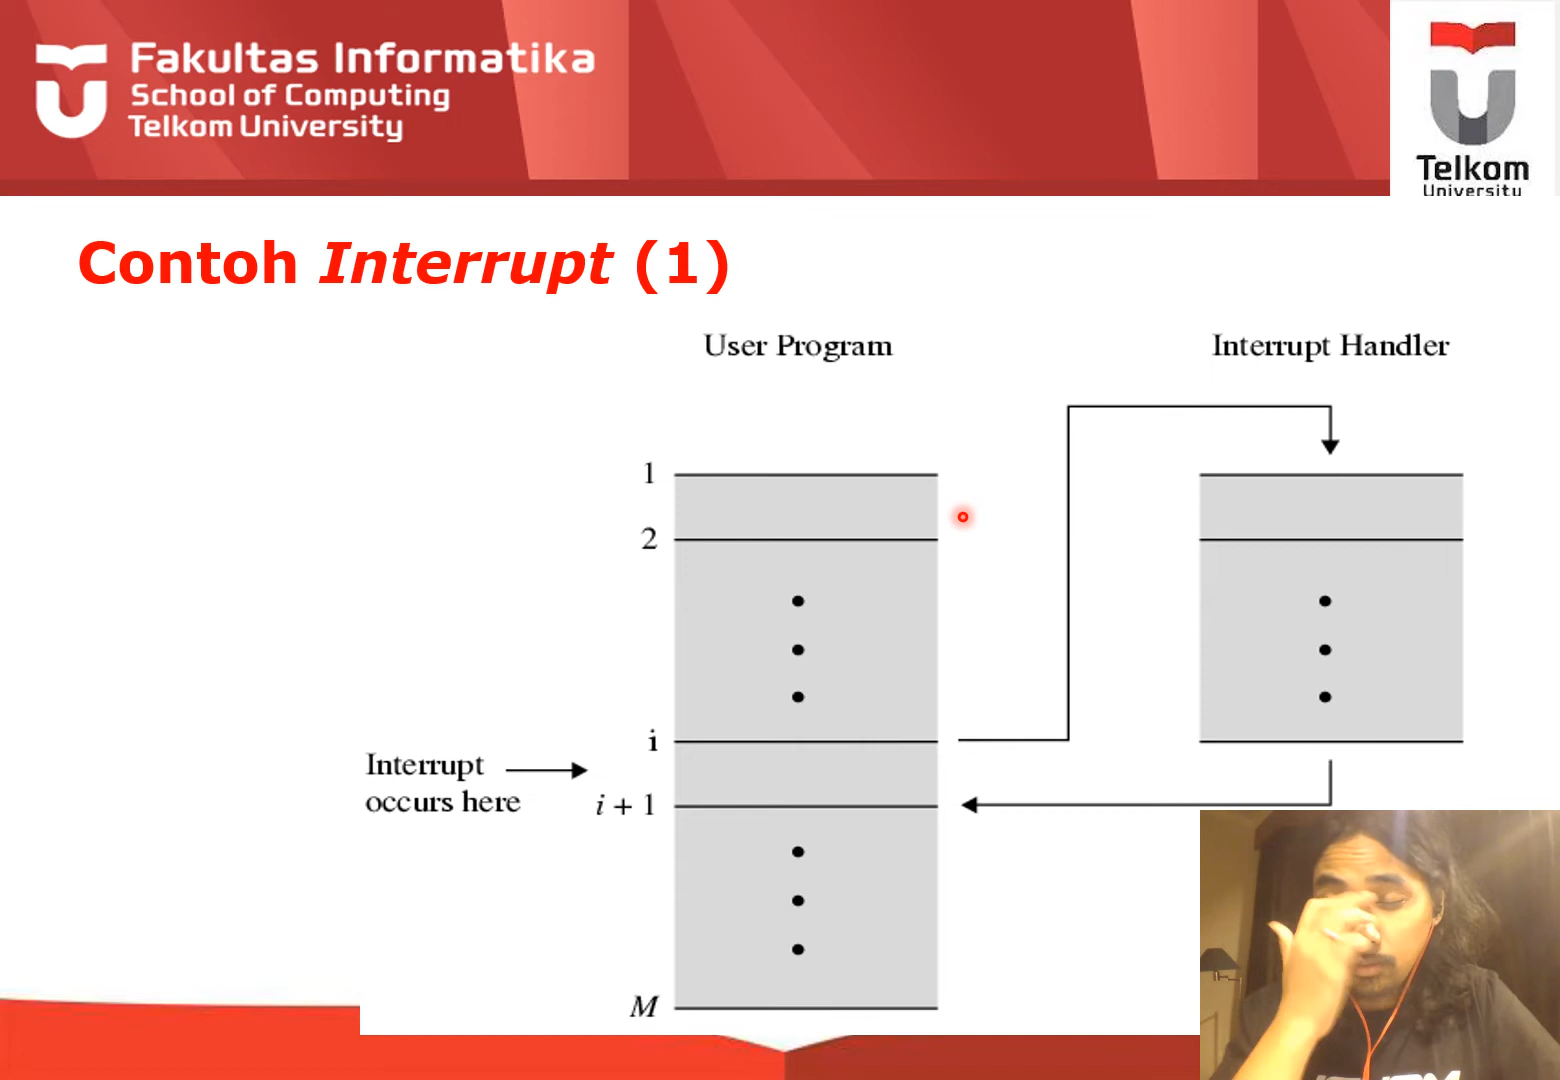 Fakultas Informatika
School of Computing
Telkom University
Telkom
University
Contoh Interrupt (1)
User Program
Interrupt Handler
1
2
i
Interrupt
occurs here
i + 1
M